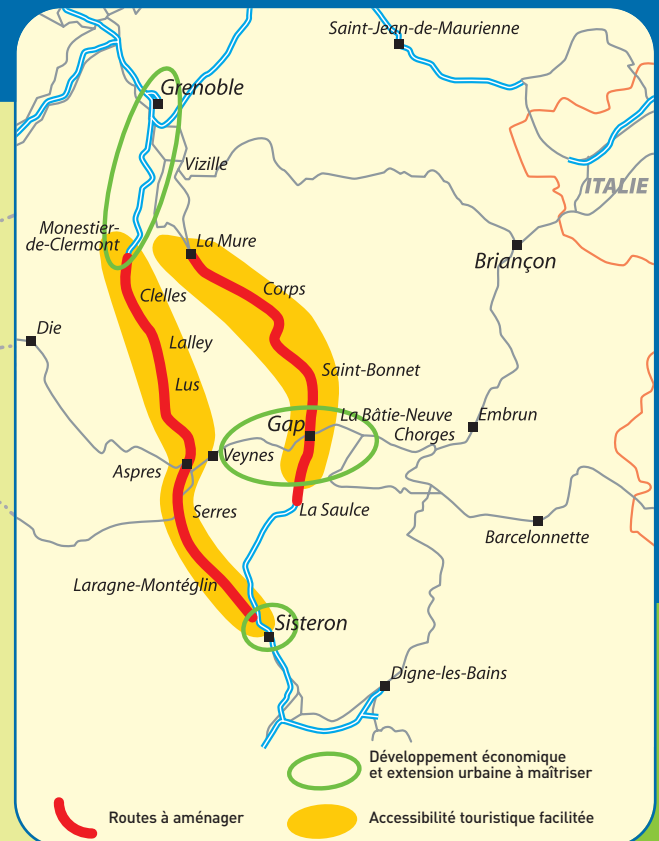 Saint-Jean-de-Maurienne
Grenoble
Vizille
ITALIE
Monestier-
de-Clermont
La Mure
Briançon
Corps
Clelles
Die
Lalley
Saint-Bonnet
Lus
La Bâtie-Neuve
Embrun
Gap
Chorges
Veynes
Aspres
Serres
La Saulce
Barcelonnette
Laragne-Montéglin
Sisteron
Digne-les-Bains
Développement économique
et extension urbaine à maîtriser
Routes à aménager
Accessibilité touristique facilitée